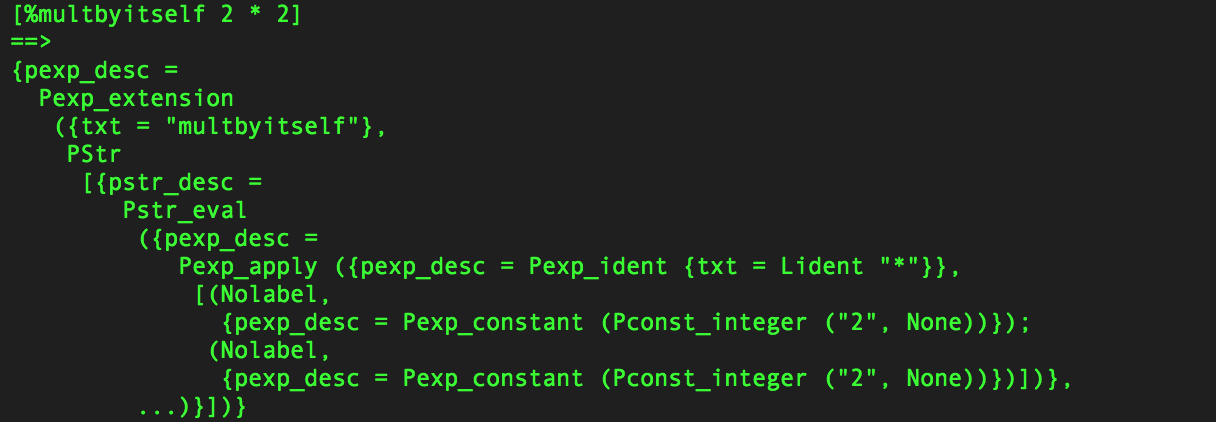 [%multbyitself 2 * 2]
==>
{pexp_desc =
  Pexp_extension
   ({txt = "multbyitself"},
    PStr
     [{pstr_desc =
        Pstr_eval
         ({pexp_desc =
            Pexp_apply ({pexp_desc = Pexp_ident {txt = Lident "*"}},
             [(Nolabel,
               {pexp_desc = Pexp_constant (Pconst_integer ("2", None))});
              (Nolabel,
               {pexp_desc = Pexp_constant (Pconst_integer ("2", None))})])},
         ...)}])}